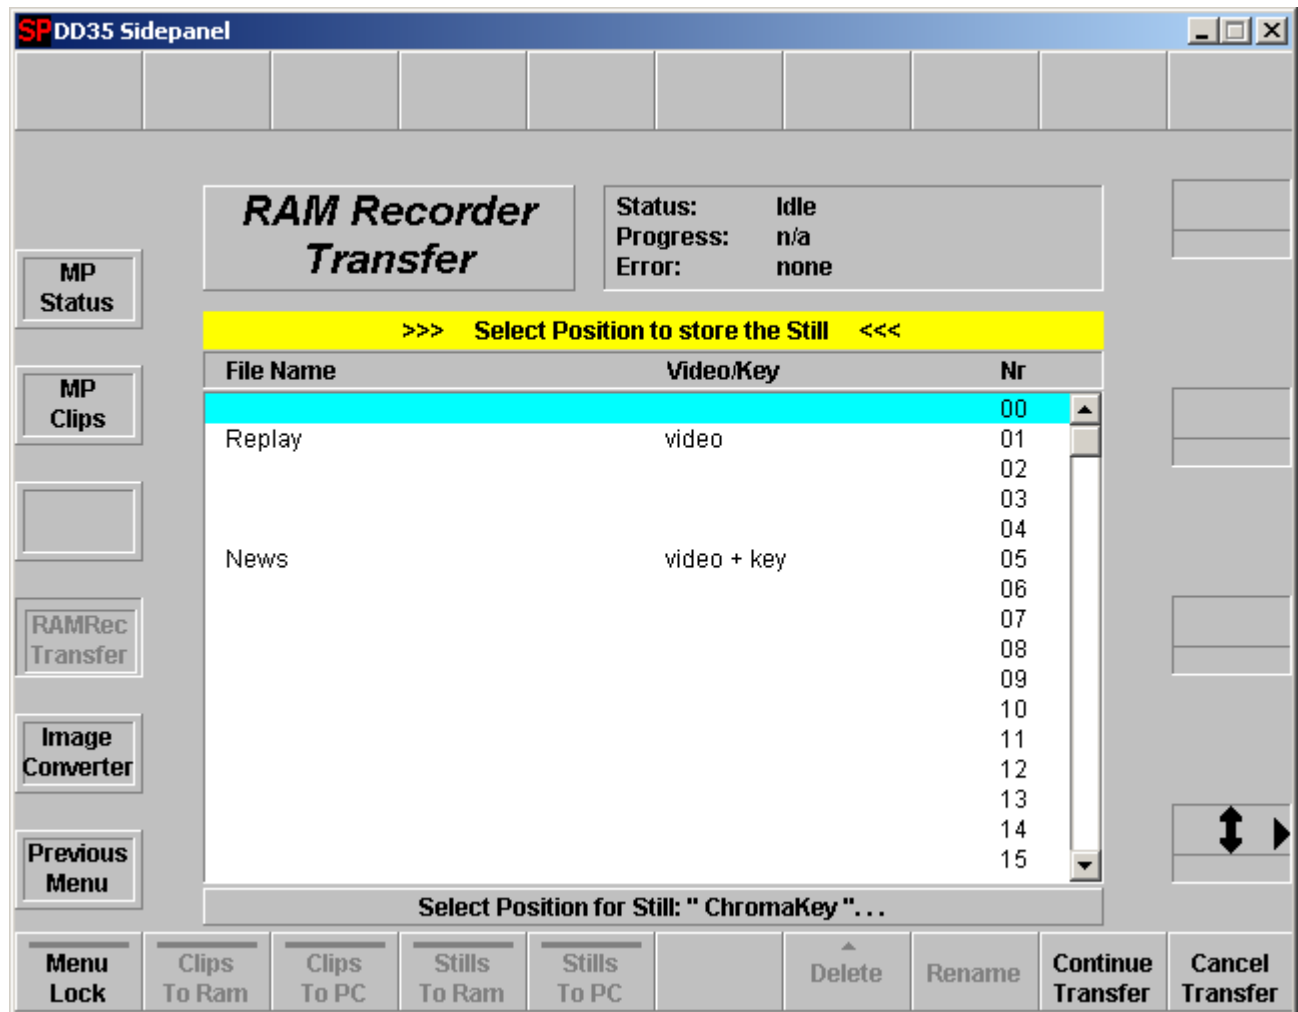 SP DD35 Sidepanel
RAM Recorder
Transfer
Status: Idle
Progress: n/a
Error: none
MP
Status
>>> Select Position to store the Still <<<
File Name Video/Key Nr
MP
Clips
00
Replay video 01
02
03
04
News video + key 05
06
07
08
09
10
11
12
13
14
15
RAMRec
Transfer
Image
Converter
Previous
Menu
Select Position for Still: " ChromaKey ". . .
Menu
Lock
Clips
To Ram
Clips
To PC
Stills
To Ram
Stills
To PC
Delete
Rename
Continue
Transfer
Cancel
Transfer